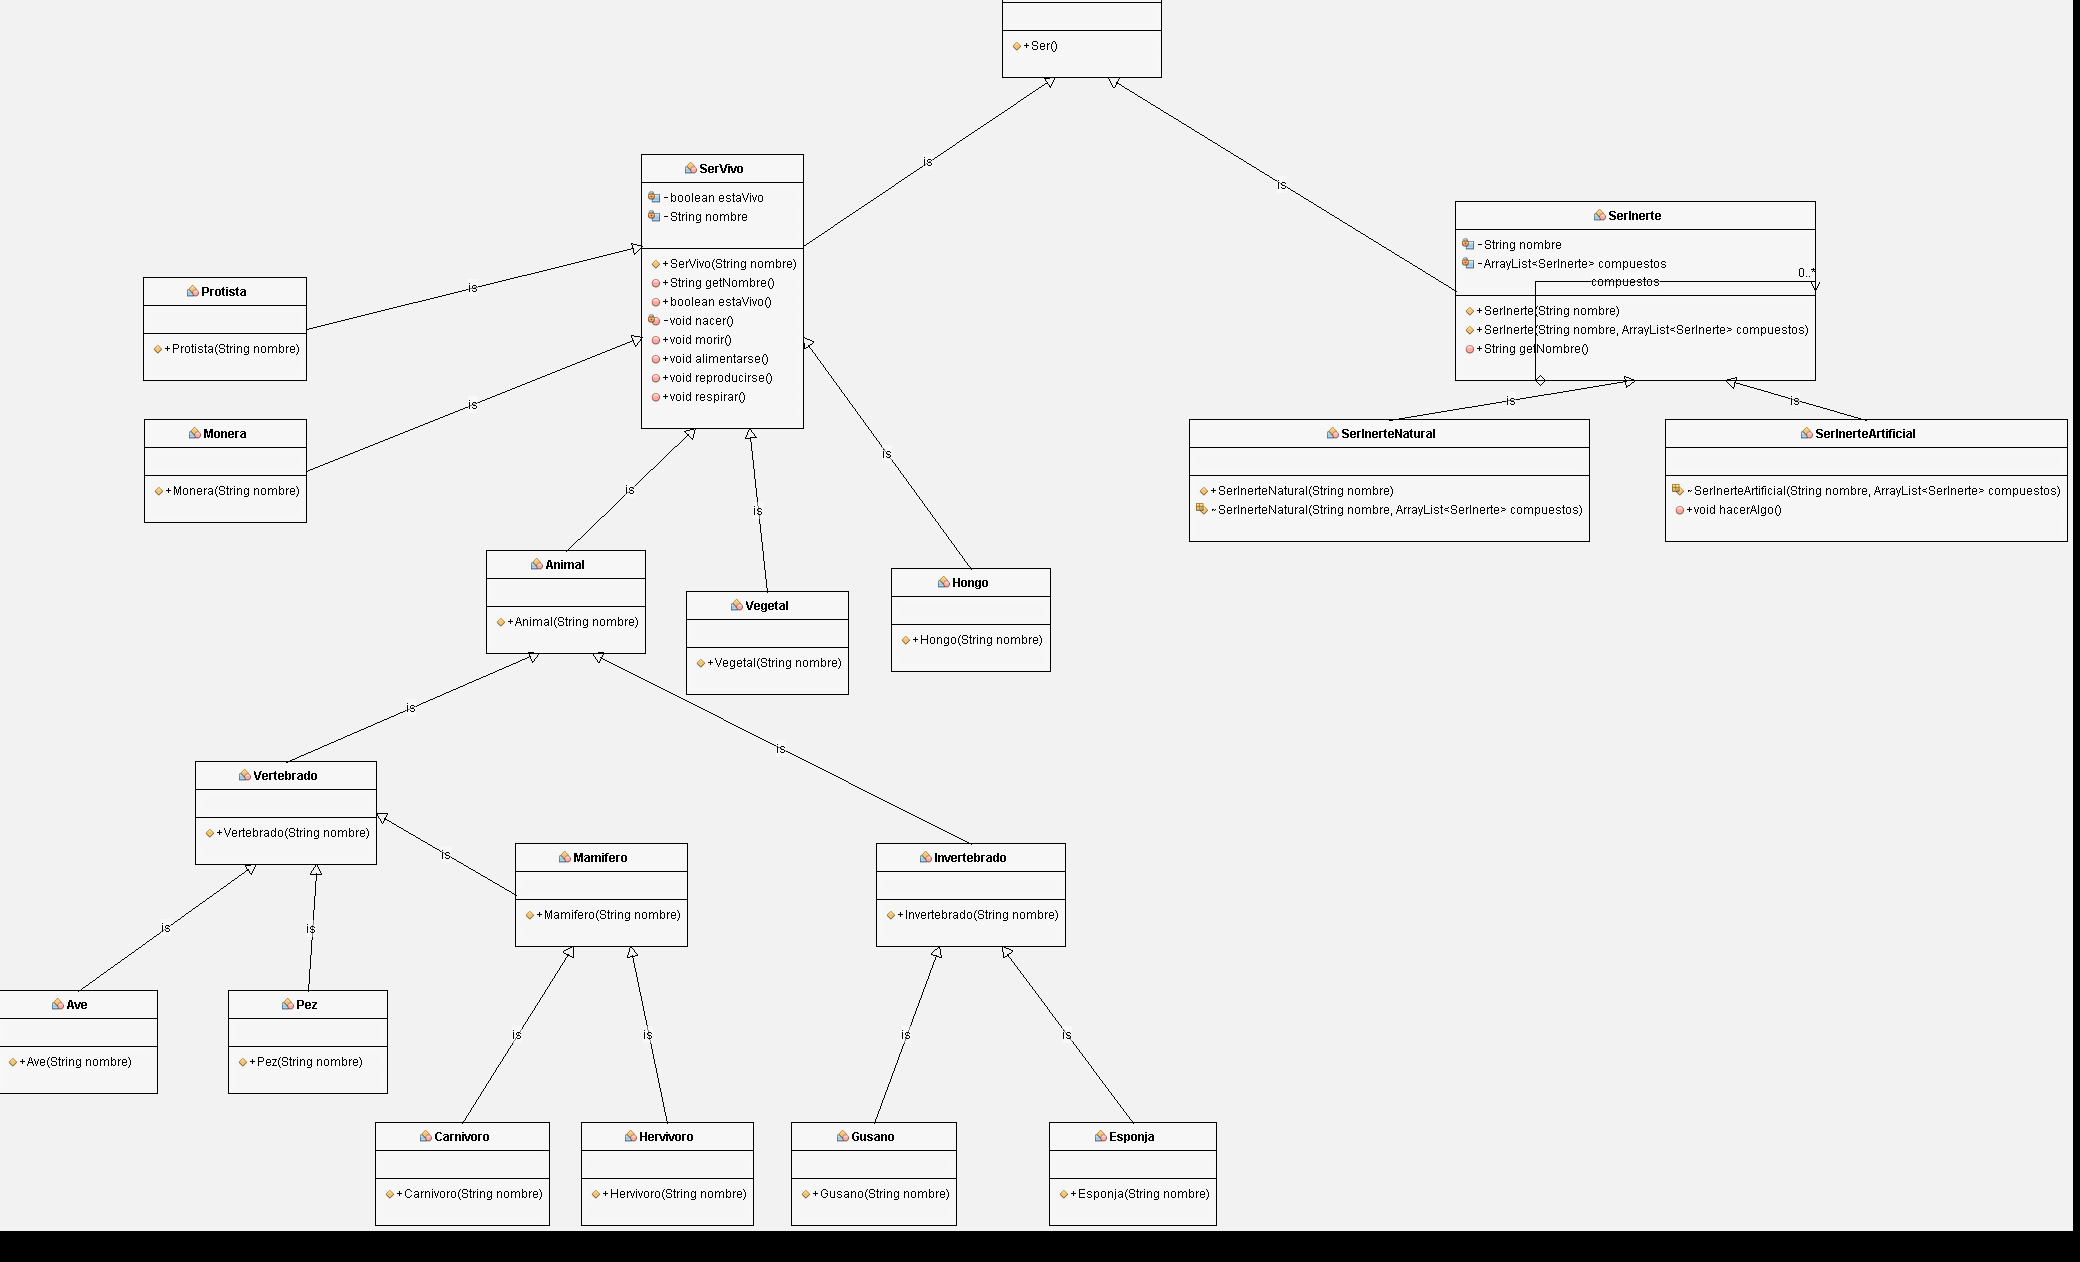 +Ser()
is
is
SerVivo
-boolean estaVivo
-String nombre
+SerVivo(String nombre)
+String getNombre()
+boolean estaVivo()
-void nacer()
+void morir()
+void alimentarse()
+void reproducirse()
+void respirar()
SerInerte
-String nombre
-ArrayList<SerInerte> compuestos
0..*
compuestos
+SerInerte(String nombre)
+SerInerte(String nombre, ArrayList<SerInerte> compuestos)
+String getNombre()
Protista
+Protista(String nombre)
is
Monera
+Monera(String nombre)
is
is
is
is
is
is
SerInerteNatural
+SerInerteNatural(String nombre)
~SerInerteNatural(String nombre, ArrayList<SerInerte> compuestos)
SerInerteArtificial
~SerInerteArtificial(String nombre, ArrayList<SerInerte> compuestos)
+void hacerAlgo()
Animal
+Animal(String nombre)
Vegetal
+Vegetal(String nombre)
Hongo
+Hongo(String nombre)
is
is
Vertebrado
+Vertebrado(String nombre)
is
Mamifero
+Mamifero(String nombre)
Invertebrado
+Invertebrado(String nombre)
is
is
Ave
+Ave(String nombre)
Pez
+Pez(String nombre)
is
is
is
is
Carnivoro
+Carnivoro(String nombre)
Hervivoro
+Hervivoro(String nombre)
Gusano
+Gusano(String nombre)
Esponja
+Esponja(String nombre)